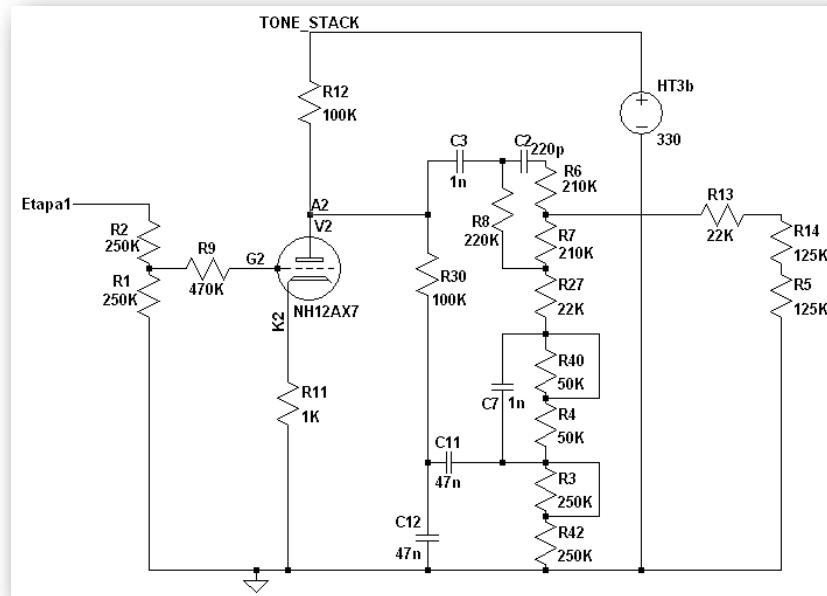 TONE_STACK
HT3b
330
R12
100K
C3
1n
C2
220p
R6
210K
Etapa1
A2
V2
R13
22K
R2
250K
R8
220K
R7
210K
R14
125K
R9
470K
G2
R1
250K
R30
100K
R27
22K
R5
125K
NH12AX7
K2
R11
1K
R40
50K
C7
1n
R4
50K
C11
47n
R3
250K
C12
47n
R42
250K